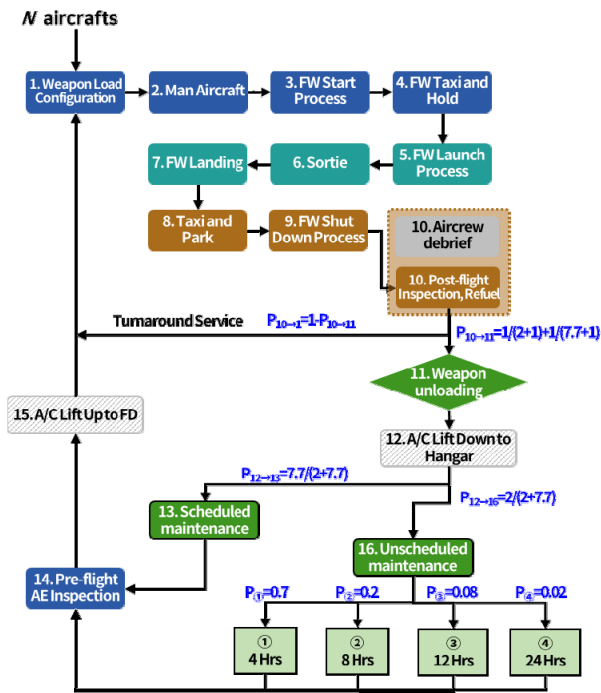 N aircrafts
1. Weapon Load
Configuration
2. Man Aircraft
3. FW Start
Process
4. FW Taxi and
Hold
7. FW Landing
6. Sortie
5. FW Launch
Process
8. Taxi and
Park
9. FW Shut
Down Process
10. Aircrew
debrief
10. Post-flight
Inspection, Refuel
Turnaround Service
P10→1=1-P10→11
P10→11=1/(2+1)+1/(7.7+1)
11. Weapon
unloading
15. A/C Lift Up to FD
12. A/C Lift Down to
Hangar
P12→13=7.7/(2+7.7)
P12→16=2/(2+7.7)
13. Scheduled
maintenance
16. Unscheduled
maintenance
14. Pre-flight
AE Inspection
P①=0.7
P②=0.2
P③=0.08
P④=0.02
①
4 Hrs
②
8 Hrs
③
12 Hrs
④
24 Hrs